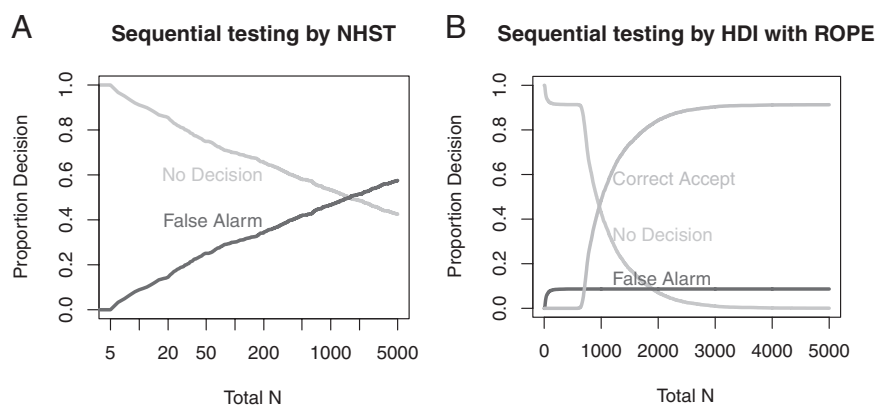 A
Sequential testing by NHST
Proportion Decision
1.0
0.8
0.6
0.4
0.2
0.0
No Decision
False Alarm
5 20 50 200 1000 5000
Total N
B
Sequential testing by HDI with ROPE
Proportion Decision
1.0
0.8
0.6
0.4
0.2
0.0
Correct Accept
No Decision
False Alarm
0 1000 2000 3000 4000 5000
Total N